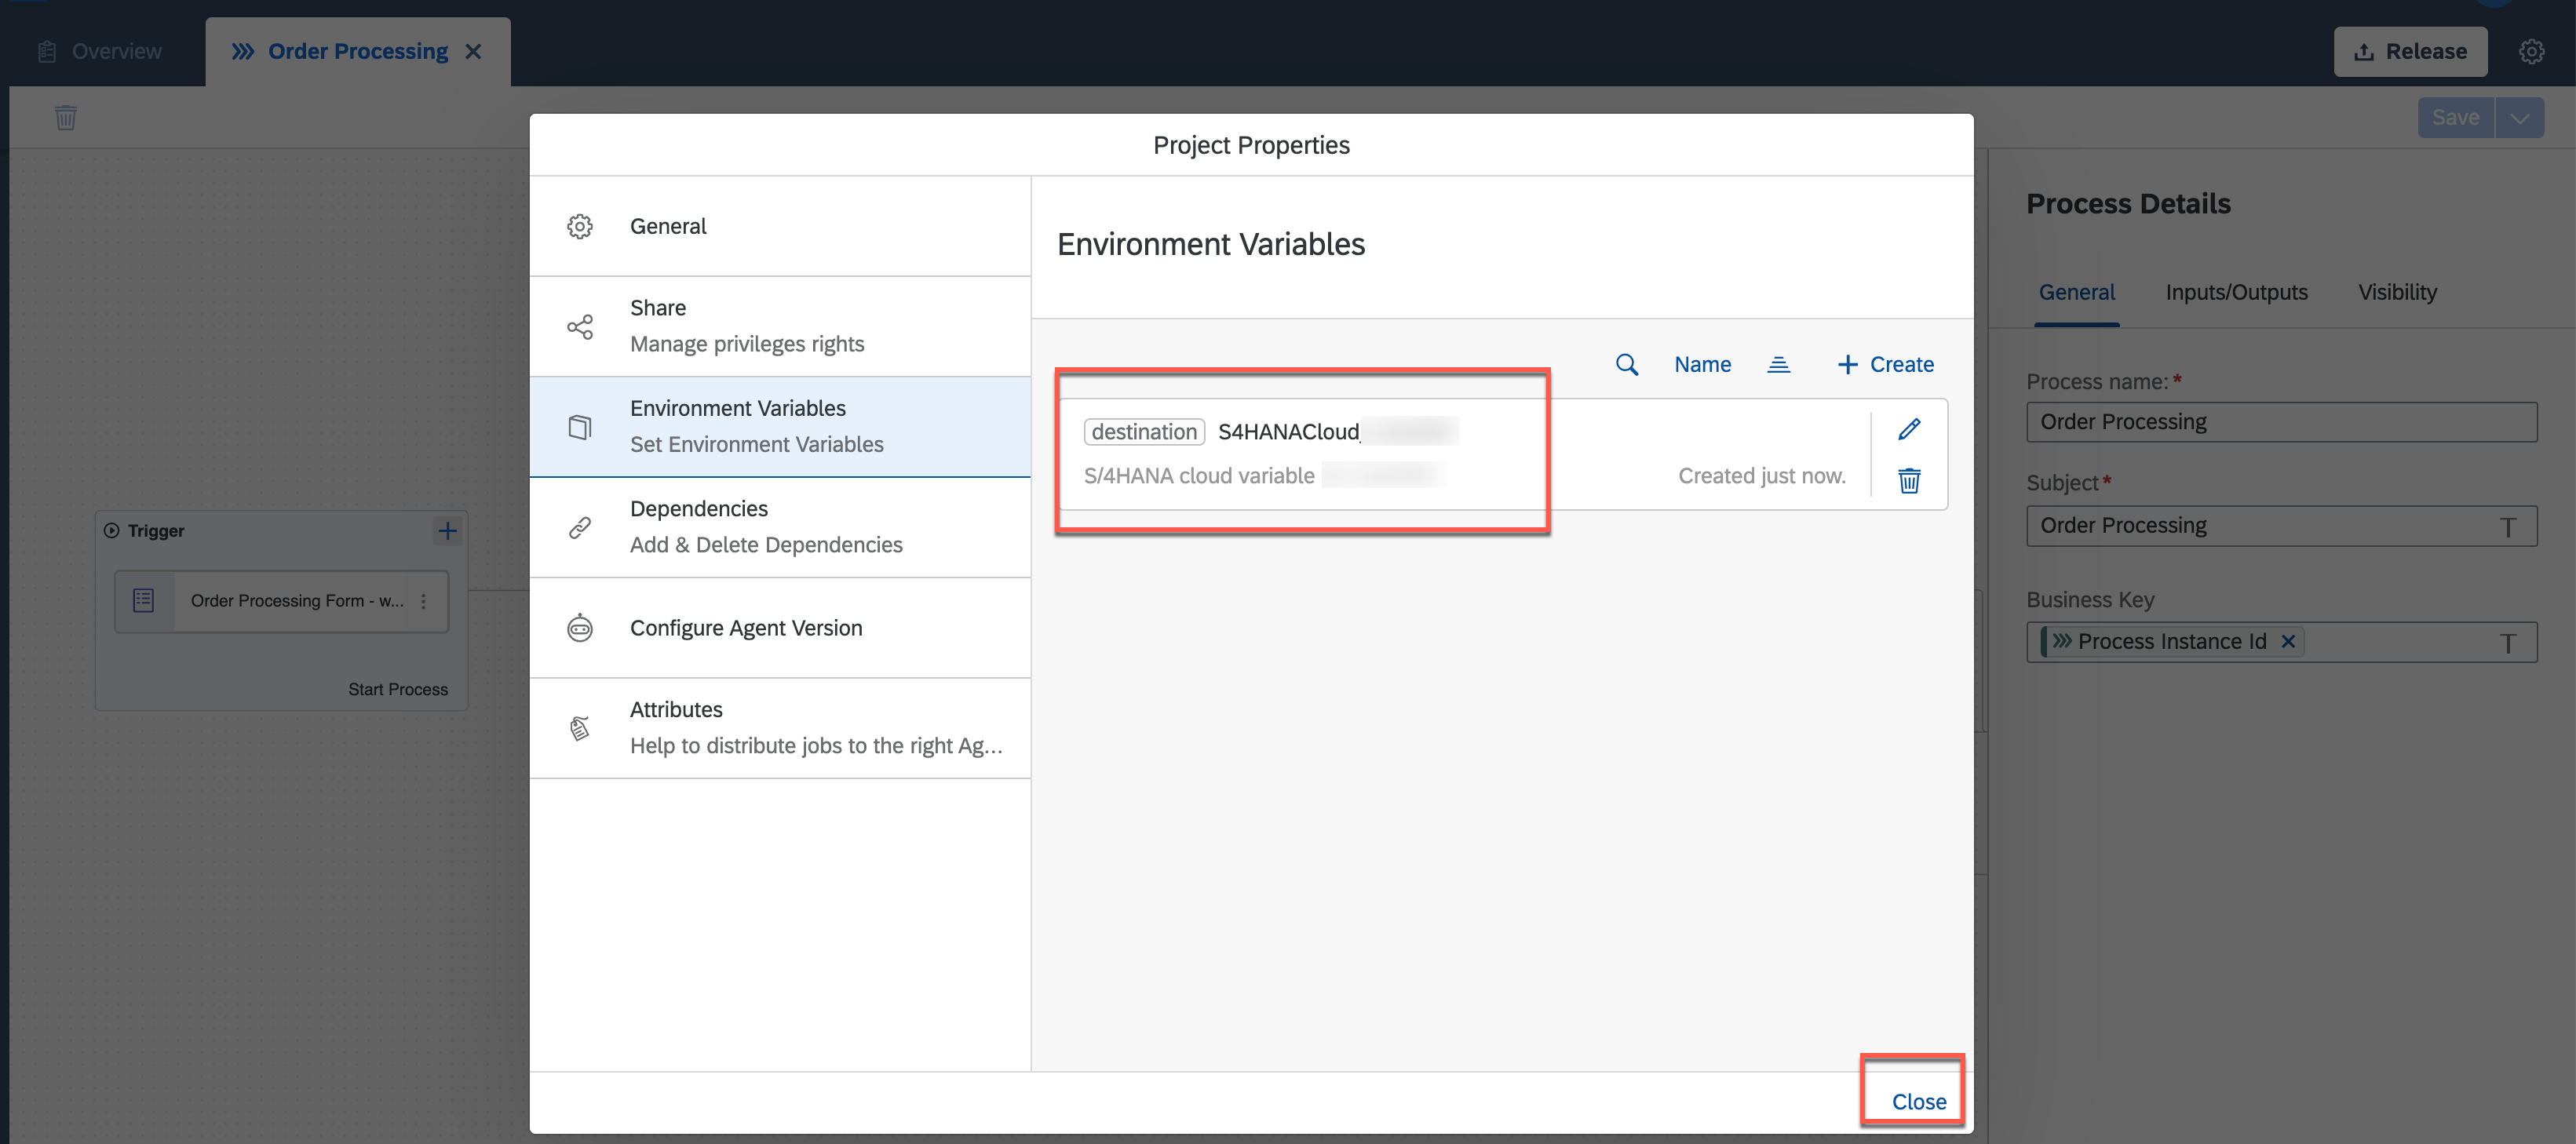 Overview
Order Processing
Release
Save
Project Properties
General
Share
Manage privileges rights
Environment Variables
Set Environment Variables
Dependencies
Add & Delete Dependencies
Configure Agent Version
Attributes
Help to distribute jobs to the right Ag...
Environment Variables
Name
Create
destination S4HANACloud_
S/4HANA cloud variable
Created just now.
Close
Trigger
Order Processing Form - w...
Start Process
Process Details
General Inputs/Outputs Visibility
Process name:*
Order Processing
Subject*
Order Processing
Business Key
Process Instance Id